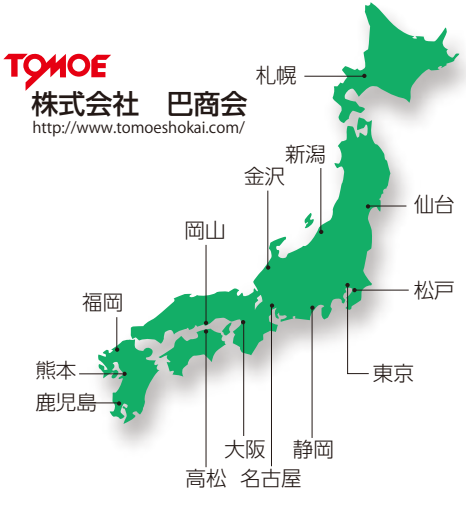 TOMOE
株式会社　巴商会
http://www.tomoeshokai.com/
札幌
新潟
金沢
仙台
岡山
松戸
福岡
熊本
東京
鹿児島
大阪
静岡
高松
名古屋